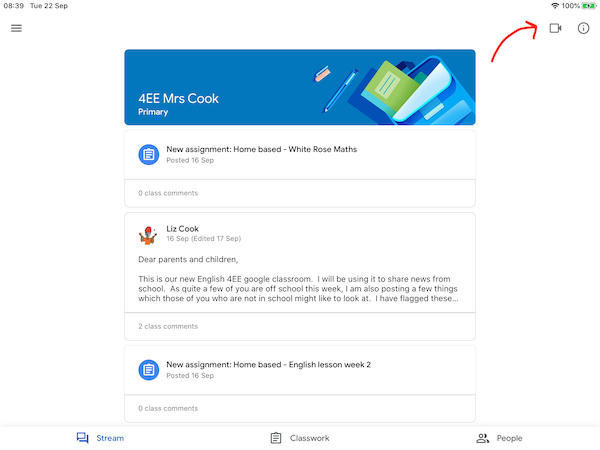 08:39 Tue 22 Sep 100%
4EE Mrs Cook
Primary
New assignment: Home based - White Rose Maths
Posted 16 Sep
0 class comments
Liz Cook
16 Sep (Edited 17 Sep)
Dear parents and children,
This is our new English 4EE google classroom. I will be using it to share news from
school. As quite a few of you are off school this week, I am also posting a few things
which those of you who are not in school might like to look at. I have flagged these...
2 class comments
New assignment: Home based - English lesson week 2
Posted 16 Sep
0 class comments
Stream Classwork People